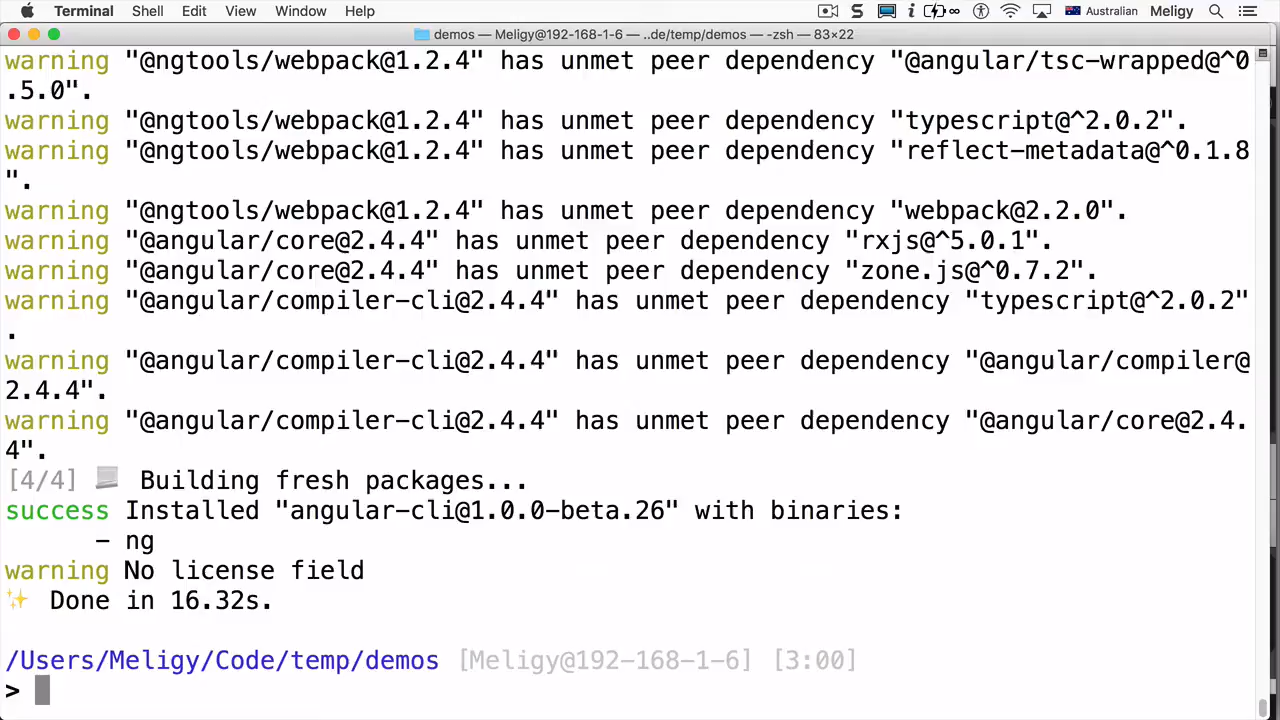 Terminal Shell Edit View Window Help Australian Meligy
demos — Meligy@192-168-1-6 — ..de/temp/demos — -zsh — 83×22
warning "@ngtools/webpack@1.2.4" has unmet peer dependency "@angular/tsc-wrapped@^0
.5.0".
warning "@ngtools/webpack@1.2.4" has unmet peer dependency "typescript@^2.0.2".
warning "@ngtools/webpack@1.2.4" has unmet peer dependency "reflect-metadata@^0.1.8
".
warning "@ngtools/webpack@1.2.4" has unmet peer dependency "webpack@2.2.0".
warning "@angular/core@2.4.4" has unmet peer dependency "rxjs@^5.0.1".
warning "@angular/core@2.4.4" has unmet peer dependency "zone.js@^0.7.2".
warning "@angular/compiler-cli@2.4.4" has unmet peer dependency "typescript@^2.0.2"
.
warning "@angular/compiler-cli@2.4.4" has unmet peer dependency "@angular/compiler@
2.4.4".
warning "@angular/compiler-cli@2.4.4" has unmet peer dependency "@angular/core@2.4.
4".
[4/4] Building fresh packages...
success Installed "angular-cli@1.0.0-beta.26" with binaries:
- ng
warning No license field
✨ Done in 16.32s.
/Users/Meligy/Code/temp/demos [Meligy@192-168-1-6] [3:00]
>